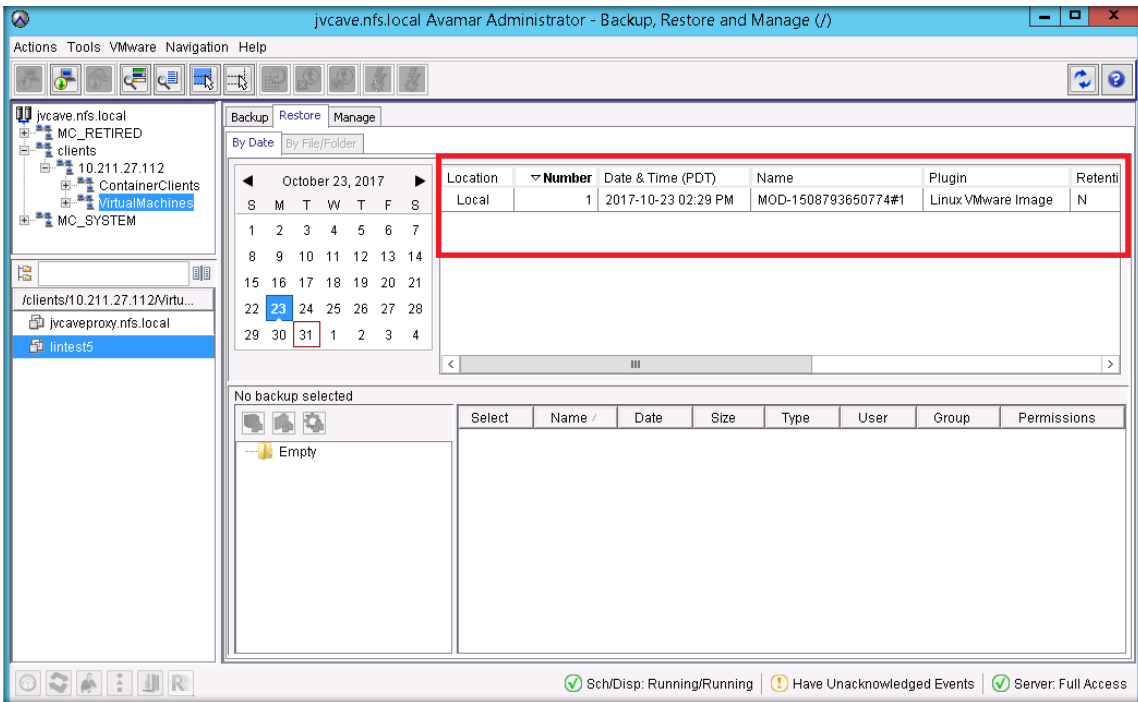 jvcave.nfs.local Avamar Administrator - Backup, Restore and Manage (/)
Actions Tools VMware Navigation Help
jvcave.nfs.local
MC_RETIRED
clients
10.211.27.112
ContainerClients
VirtualMachines
MC_SYSTEM
/clients/10.211.27.112/Virtu...
jvcaveproxy.nfs.local
lintest5
Backup Restore Manage
By Date By File/Folder
October 23, 2017
S M T W T F S
1 2 3 4 5 6 7
8 9 10 11 12 13 14
15 16 17 18 19 20 21
22 23 24 25 26 27 28
29 30 31 1 2 3 4
Location Number Date & Time (PDT) Name Plugin Retenti
Local 1 2017-10-23 02:29 PM MOD-1508793650774#1 Linux VMware Image N
No backup selected
Empty
Select Name Date Size Type User Group Permissions
Sch/Disp: Running/Running Have Unacknowledged Events Server: Full Access